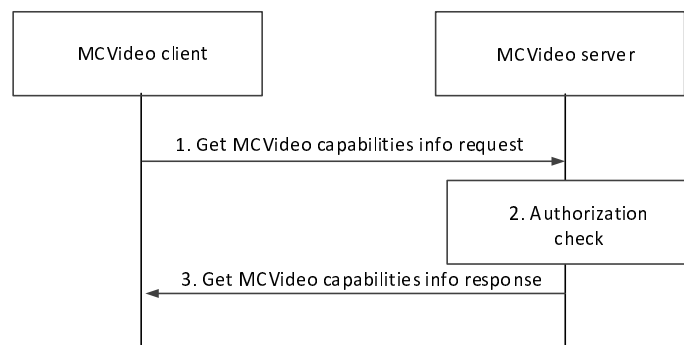 MCVideo client
MCVideo server
1. Get MCVideo capabilities info request
2. Authorization
check
3. Get MCVideo capabilities info response